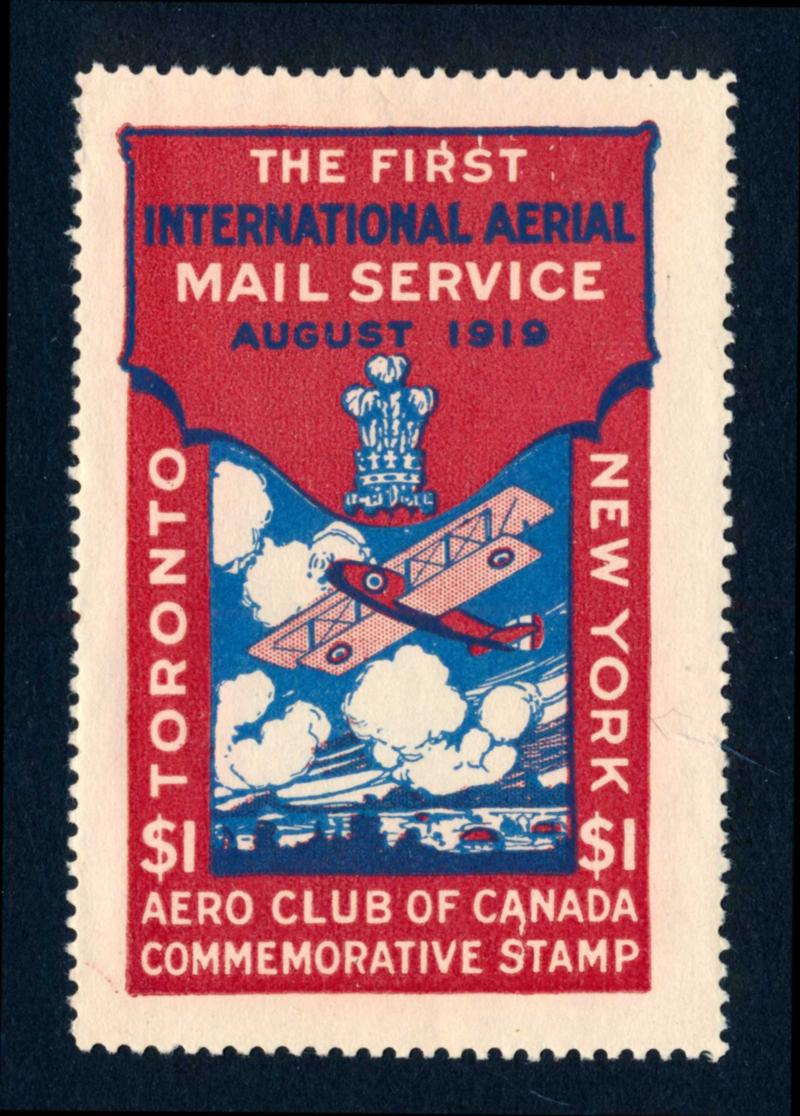 THE FIRST
INTERNATIONAL AERIAL
MAIL SERVICE
AUGUST 1919
TORONTO
NEW YORK
$1
$1
AERO CLUB OF CANADA
COMMEMORATIVE STAMP